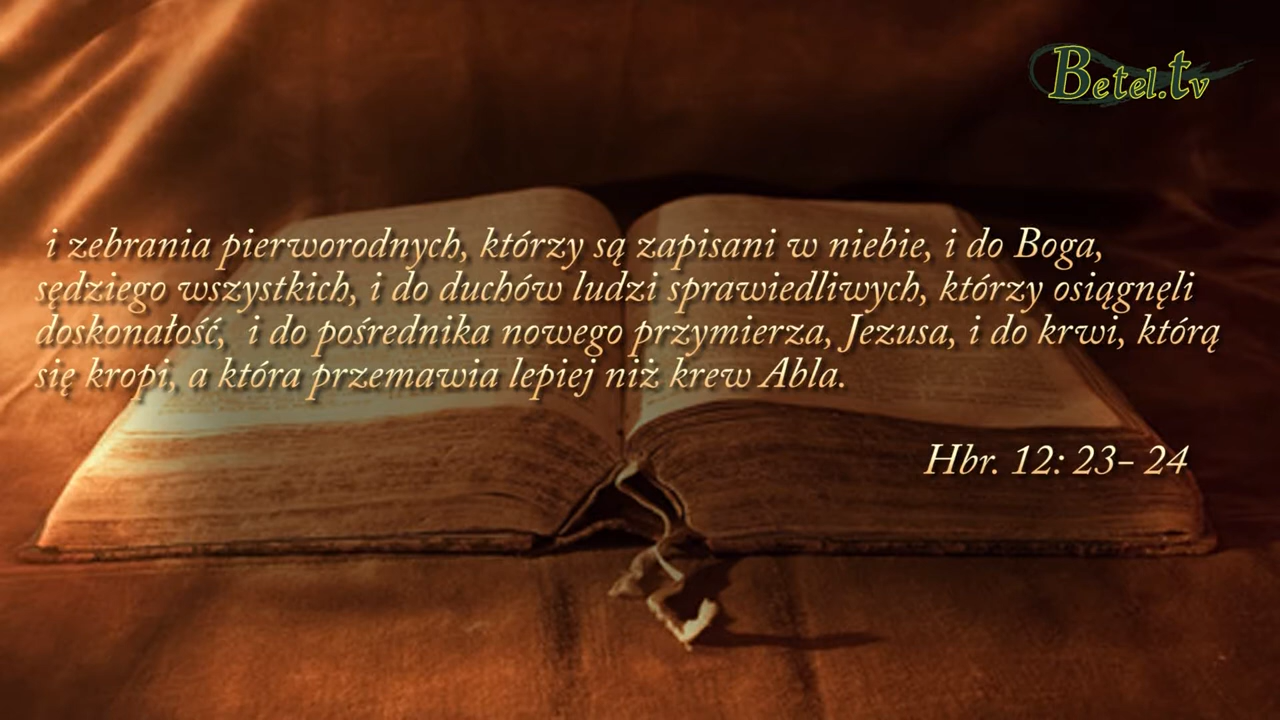 Betel.tv
i zebrania pierworodnych, którzy są zapisani w niebie, i do Boga,
sędziego wszystkich, i do duchów ludzi sprawiedliwych, którzy osiągnęli
doskonałość, i do pośrednika nowego przymierza, Jezusa, i do krwi, którą
się kropi, a która przemawia lepiej niż krew Abla.
Hbr. 12: 23- 24